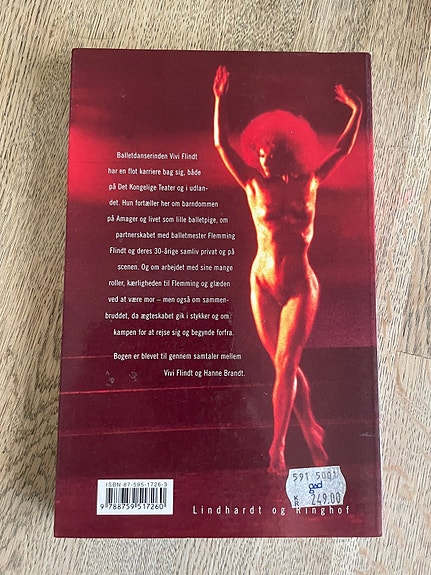 Balletdanserinden Vivi Flindt
har en flot karriere bag sig, både
på Det Kongelige Teater og i udlan-
det. Hun fortæller her om barndommen
på Amager og livet som lille balletpige, om
partnerskabet med balletmester Flemming
Flindt og deres 30-årige samliv privat og på
scenen. Og om arbejdet med sine mange
roller, kærligheden til Flemming og glæden
ved at være mor – men også om sammen-
bruddet, da ægteskabet gik i stykker og om
kampen for at rejse sig og begynde forfra.
Bogen er blevet til gennem samtaler mellem
Vivi Flindt og Hanne Brandt.
ISBN 87-595-1726-3
9 788759 517260
591 5001
gad
KR 249.00
Lindhardt og Ringhof